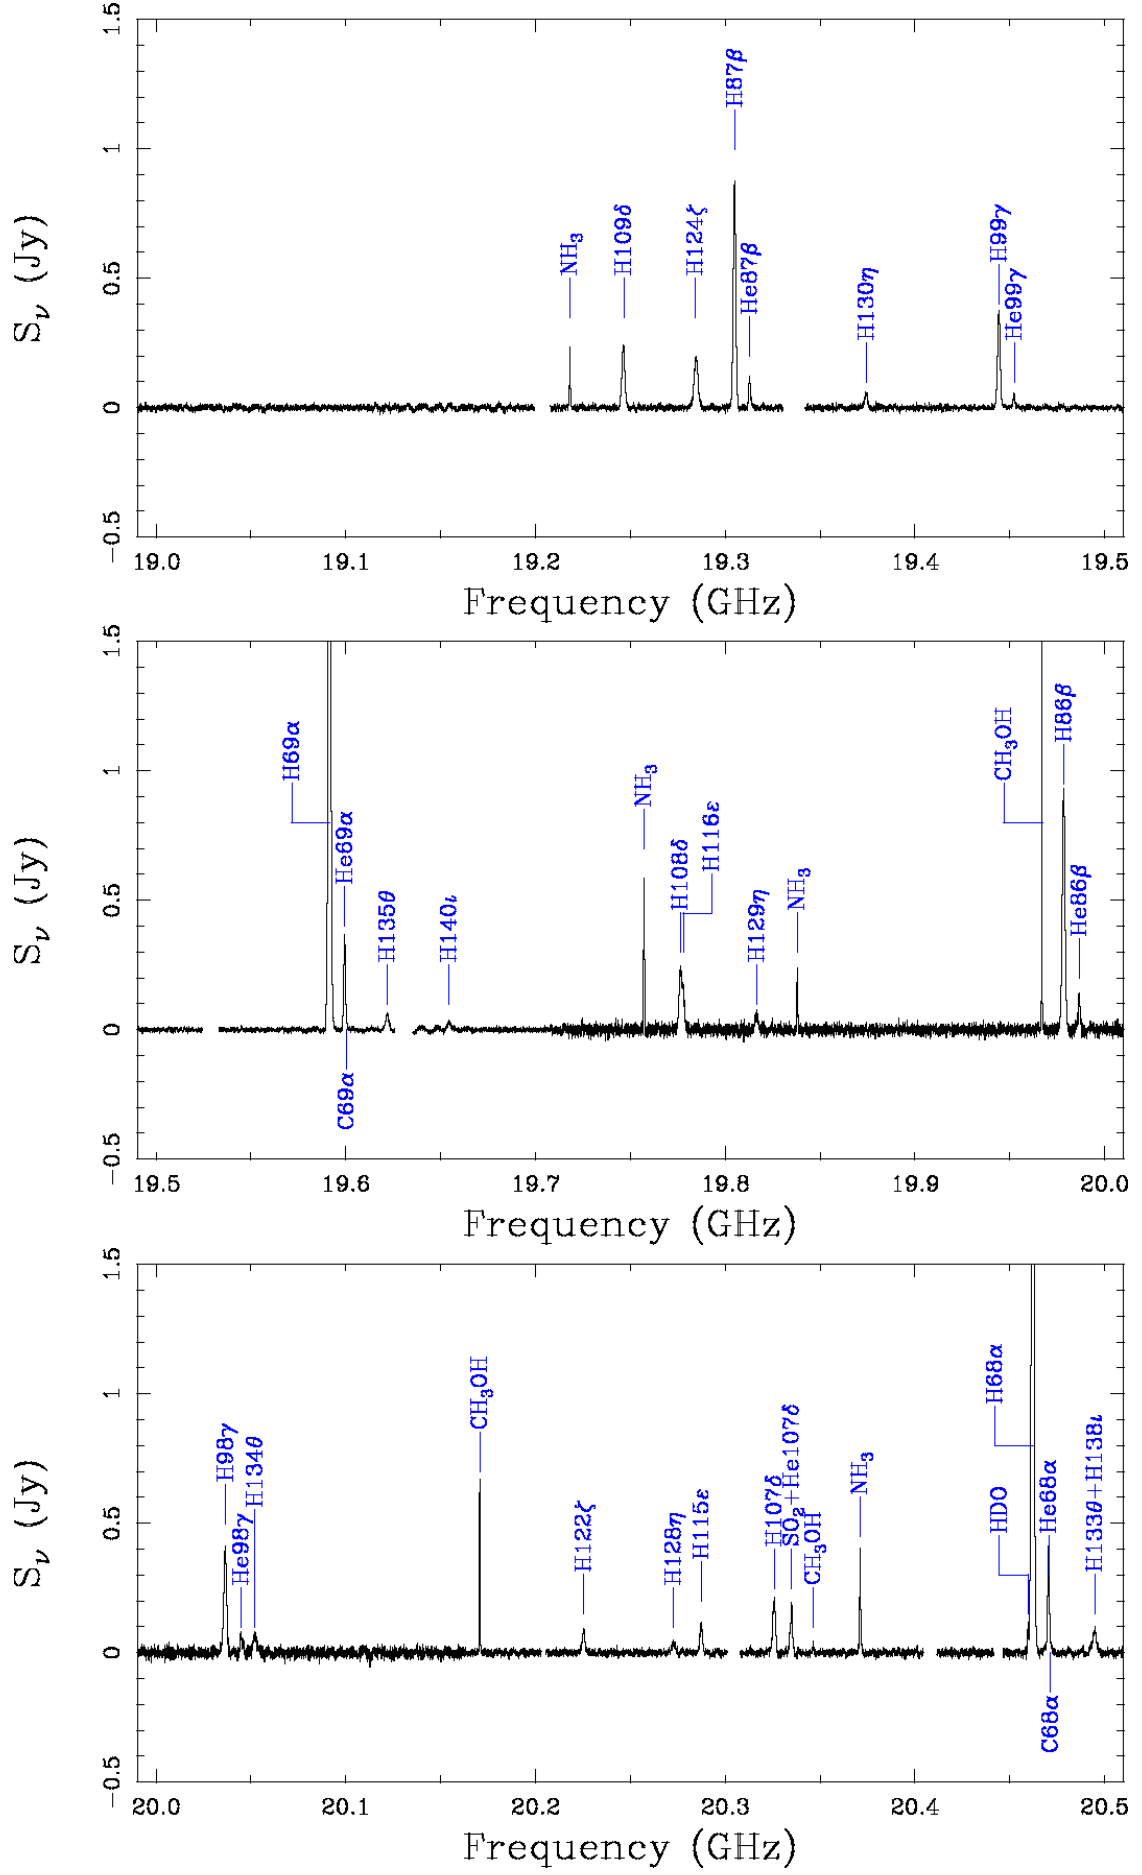 S_ν (Jy)
1.5
1
0.5
0
−0.5
NH₃
H109δ
H124ζ
H87β
He87β
H130η
H99γ
He99γ
19.0 19.1 19.2 19.3 19.4 19.5
Frequency (GHz)
S_ν (Jy)
1.5
1
0.5
0
−0.5
H69α
He69α
C69α
H135θ
H140ι
NH₃
H108δ
H116ε
H129η
NH₃
CH₃OH
H86β
He86β
19.5 19.6 19.7 19.8 19.9 20.0
Frequency (GHz)
S_ν (Jy)
1.5
1
0.5
0
−0.5
H98γ
He98γ
H134θ
CH₃OH
H122ζ
H128η
H115ε
H107δ
SO₂+He107δ
CH₃OH
NH₃
HDO
H68α
He68α
C68α
H133θ+H138ι
20.0 20.1 20.2 20.3 20.4 20.5
Frequency (GHz)